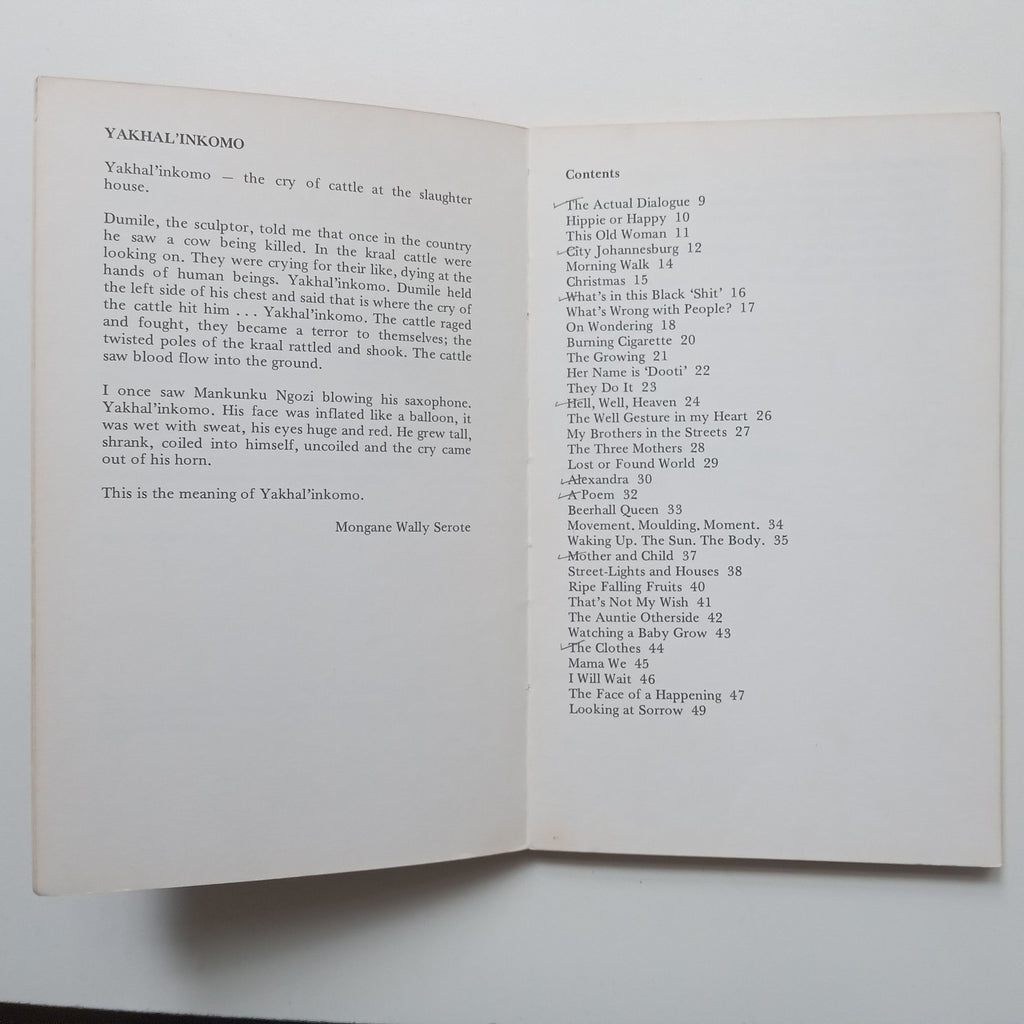 YAKHAL'INKOMO
Yakhal'inkomo — the cry of cattle at the slaughter
house.
Dumile, the sculptor, told me that once in the country
he saw a cow being killed. In the kraal cattle were
looking on. They were crying for their like, dying at the
hands of human beings. Yakhal'inkomo. Dumile held
the left side of his chest and said that is where the cry of
the cattle hit him . . . Yakhal'inkomo. The cattle raged
and fought, they became a terror to themselves; the
twisted poles of the kraal rattled and shook. The cattle
saw blood flow into the ground.
I once saw Mankunku Ngozi blowing his saxophone.
Yakhal'inkomo. His face was inflated like a balloon, it
was wet with sweat, his eyes huge and red. He grew tall,
shrank, coiled into himself, uncoiled and the cry came
out of his horn.
This is the meaning of Yakhal'inkomo.
Mongane Wally Serote
Contents
The Actual Dialogue 9
Hippie or Happy 10
This Old Woman 11
City Johannesburg 12
Morning Walk 14
Christmas 15
What's in this Black 'Shit' 16
What's Wrong with People? 17
On Wondering 18
Burning Cigarette 20
The Growing 21
Her Name is 'Dooti' 22
They Do It 23
Hell, Well, Heaven 24
The Well Gesture in my Heart 26
My Brothers in the Streets 27
The Three Mothers 28
Lost or Found World 29
Alexandra 30
A Poem 32
Beerhall Queen 33
Movement. Moulding. Moment. 34
Waking Up. The Sun. The Body. 35
Mother and Child 37
Street-Lights and Houses 38
Ripe Falling Fruits 40
That's Not My Wish 41
The Auntie Otherside 42
Watching a Baby Grow 43
The Clothes 44
Mama We 45
I Will Wait 46
The Face of a Happening 47
Looking at Sorrow 49